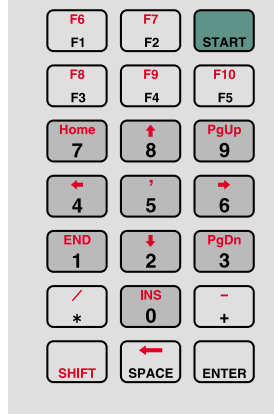 F6 F7
F1 F2 START
F8 F9 F10
F3 F4 F5
Home ⬆ PgUp
7 8 9
⬅ , ➡
4 5 6
END ⬇ PgDn
1 2 3
/ INS -
* 0 +
⬅
SHIFT SPACE ENTER